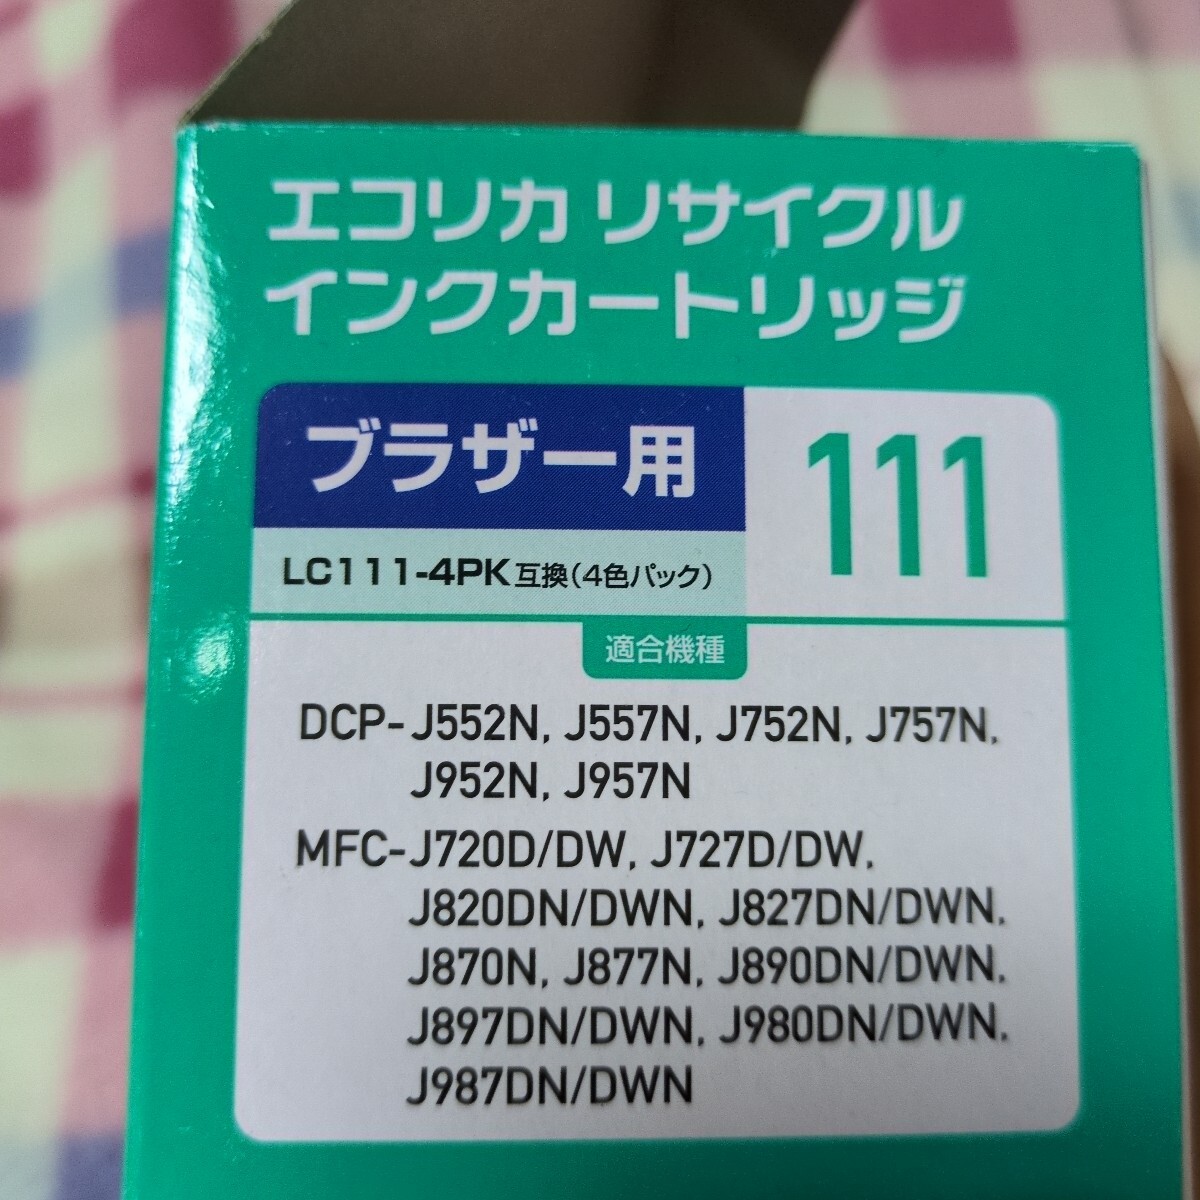 エコリカ リサイクル
インクカートリッジ
ブラザー用
111
LC111-4PK互換(4色パック)
適合機種
DCP-J552N, J557N, J752N, J757N,
J952N, J957N
MFC-J720D/DW, J727D/DW,
J820DN/DWN, J827DN/DWN,
J870N, J877N, J890DN/DWN,
J897DN/DWN, J980DN/DWN,
J987DN/DWN